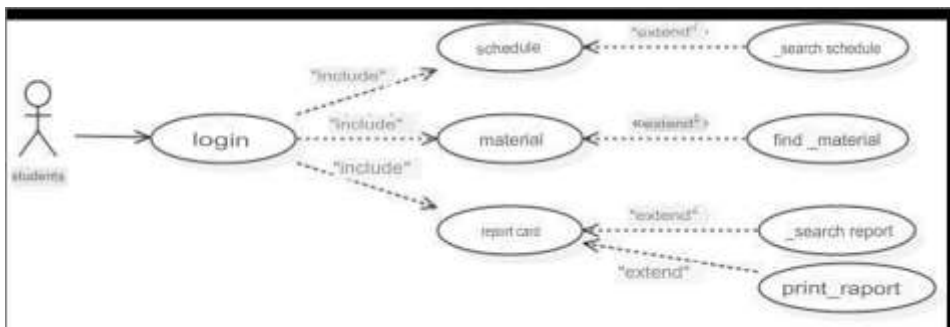 "extend"
schedule
_search schedule
"include"
"include"
login
material
«extend»
find _material
"include"
students
report card
"extend"
_search report
"extend"
print_raport